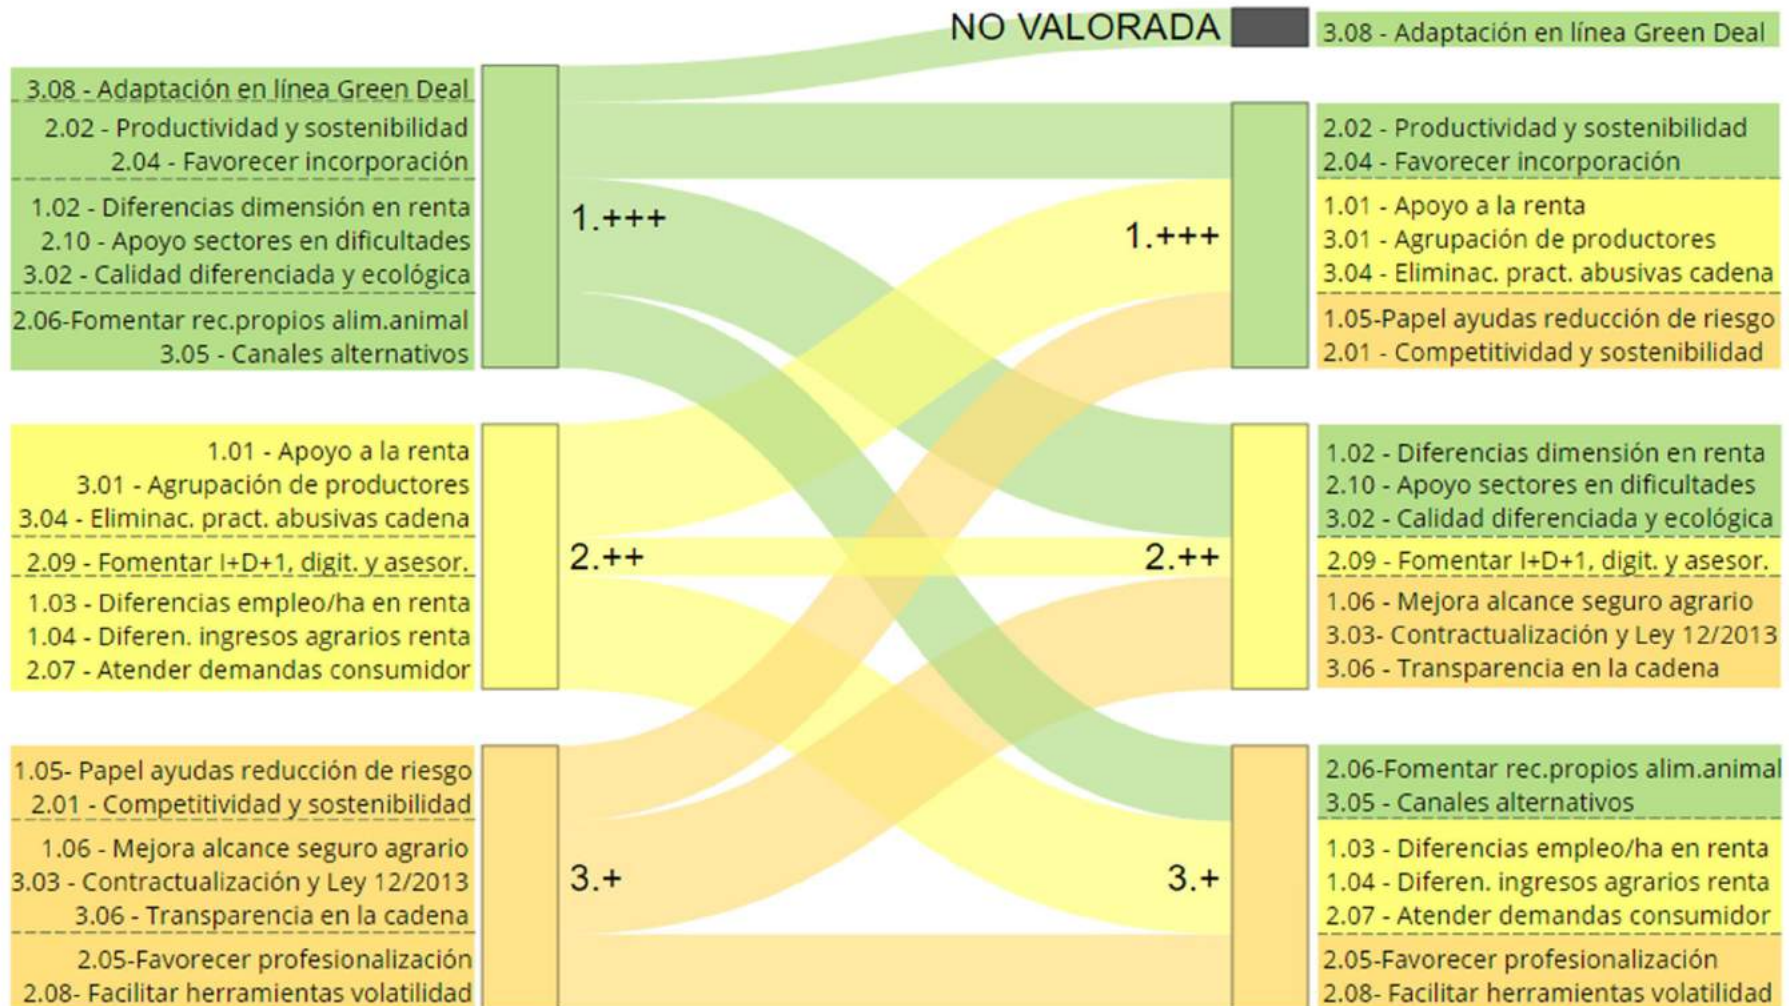 NO VALORADA
3.08 - Adaptación en línea Green Deal
3.08 - Adaptación en línea Green Deal
2.02 - Productividad y sostenibilidad
2.04 - Favorecer incorporación
1.02 - Diferencias dimensión en renta
2.10 - Apoyo sectores en dificultades
3.02 - Calidad diferenciada y ecológica
2.06-Fomentar rec.propios alim.animal
3.05 - Canales alternativos
1.+++
1.01 - Apoyo a la renta
3.01 - Agrupación de productores
3.04 - Eliminac. pract. abusivas cadena
2.09 - Fomentar I+D+1, digit. y asesor.
1.03 - Diferencias empleo/ha en renta
1.04 - Diferen. ingresos agrarios renta
2.07 - Atender demandas consumidor
2.++
1.05- Papel ayudas reducción de riesgo
2.01 - Competitividad y sostenibilidad
1.06 - Mejora alcance seguro agrario
3.03 - Contractualización y Ley 12/2013
3.06 - Transparencia en la cadena
2.05-Favorecer profesionalización
2.08- Facilitar herramientas volatilidad
3.+
1.+++
2.02 - Productividad y sostenibilidad
2.04 - Favorecer incorporación
1.01 - Apoyo a la renta
3.01 - Agrupación de productores
3.04 - Eliminac. pract. abusivas cadena
1.05-Papel ayudas reducción de riesgo
2.01 - Competitividad y sostenibilidad
2.++
1.02 - Diferencias dimensión en renta
2.10 - Apoyo sectores en dificultades
3.02 - Calidad diferenciada y ecológica
2.09 - Fomentar I+D+1, digit. y asesor.
1.06 - Mejora alcance seguro agrario
3.03- Contractualización y Ley 12/2013
3.06 - Transparencia en la cadena
3.+
2.06-Fomentar rec.propios alim.animal
3.05 - Canales alternativos
1.03 - Diferencias empleo/ha en renta
1.04 - Diferen. ingresos agrarios renta
2.07 - Atender demandas consumidor
2.05-Favorecer profesionalización
2.08- Facilitar herramientas volatilidad